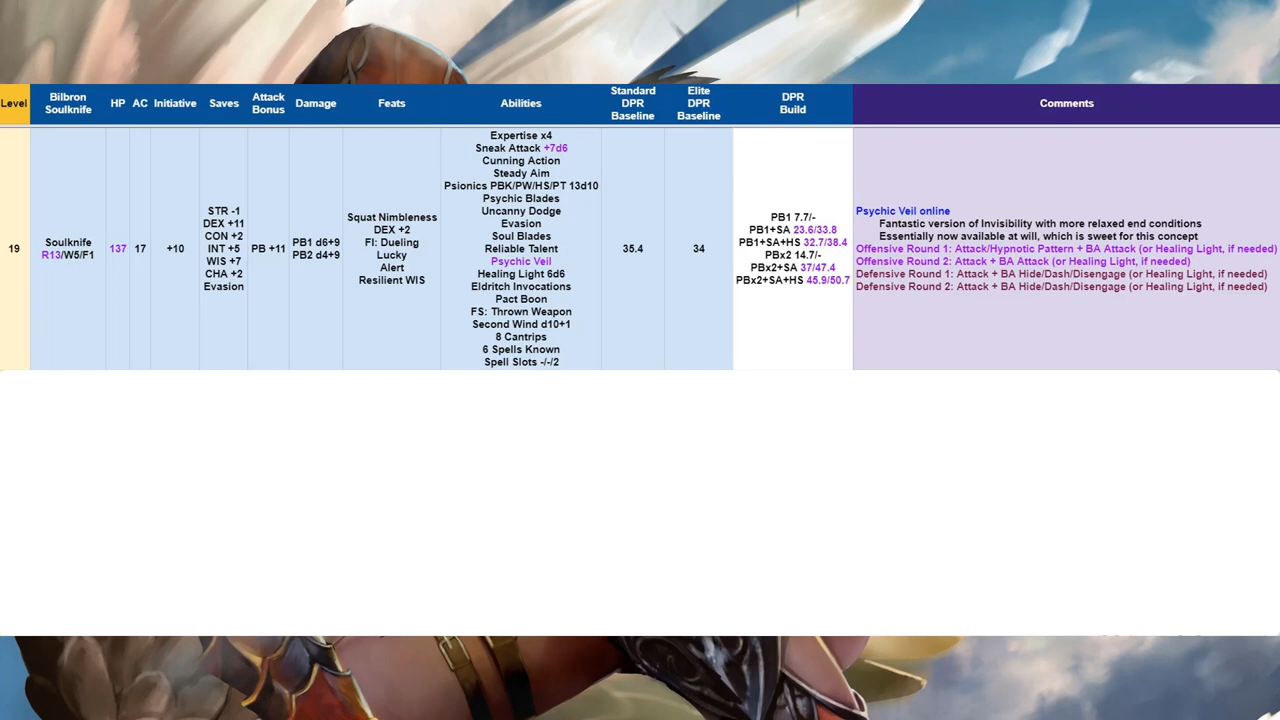 Level
Bilbron
Soulknife
HP
AC
Initiative
Saves
Attack
Bonus
Damage
Feats
Abilities
Standard
DPR
Baseline
Elite
DPR
Baseline
DPR
Build
Comments
19
Soulknife
R13/W5/F1
137
17
+10
STR -1
DEX +11
CON +2
INT +5
WIS +7
CHA +2
Evasion
PB +11
PB1 d6+9
PB2 d4+9
Squat Nimbleness
DEX +2
FI: Dueling
Lucky
Alert
Resilient WIS
Expertise x4
Sneak Attack +7d6
Cunning Action
Steady Aim
Psionics PBK/PW/HS/PT 13d10
Psychic Blades
Uncanny Dodge
Evasion
Soul Blades
Reliable Talent
Psychic Veil
Healing Light 6d6
Eldritch Invocations
Pact Boon
FS: Thrown Weapon
Second Wind d10+1
8 Cantrips
6 Spells Known
Spell Slots -/-/2
35.4
34
PB1 7.7/-
PB1+SA 23.6/33.8
PB1+SA+HS 32.7/38.4
PBx2 14.7/-
PBx2+SA 37/47.4
PBx2+SA+HS 45.9/50.7
Psychic Veil online
Fantastic version of Invisibility with more relaxed end conditions
Essentially now available at will, which is sweet for this concept
Offensive Round 1: Attack/Hypnotic Pattern + BA Attack (or Healing Light, if needed)
Offensive Round 2: Attack + BA Attack (or Healing Light, if needed)
Defensive Round 1: Attack + BA Hide/Dash/Disengage (or Healing Light, if needed)
Defensive Round 2: Attack + BA Hide/Dash/Disengage (or Healing Light, if needed)